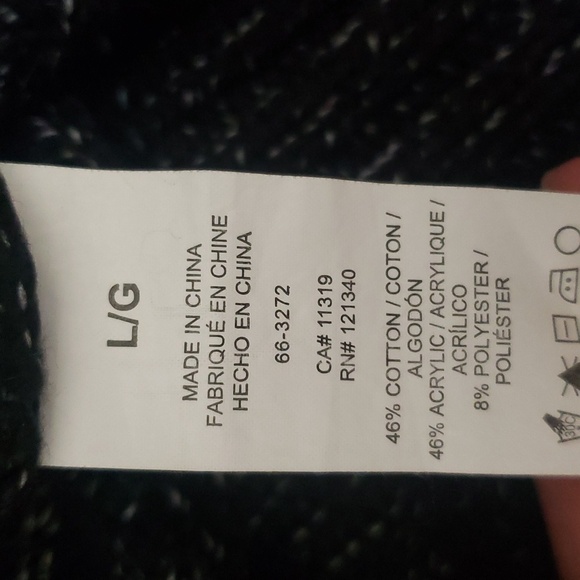 L/G
MADE IN CHINA
FABRIQUÉ EN CHINE
HECHO EN CHINA
66-3272
CA# 11319
RN# 121340
46% COTTON / COTON /
ALGODÓN
46% ACRYLIC / ACRYLIQUE /
ACRÍLICO
8% POLYESTER /
POLIÉSTER